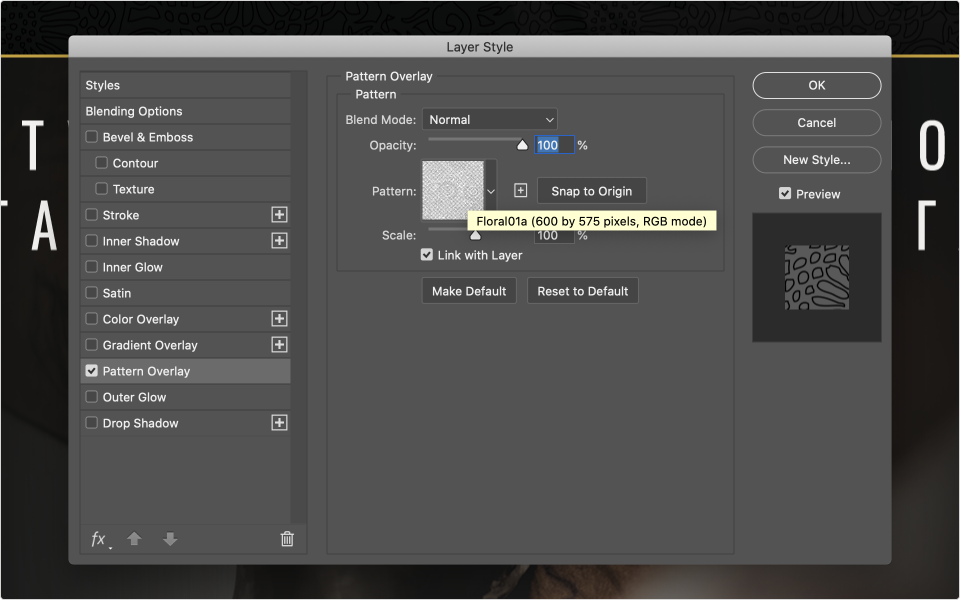 Layer Style
Styles
Blending Options
Bevel & Emboss
Contour
Texture
Stroke
Inner Shadow
Inner Glow
Satin
Color Overlay
Gradient Overlay
Pattern Overlay
Outer Glow
Drop Shadow
fx
Pattern Overlay
Pattern
Blend Mode: Normal
Opacity: 100 %
Pattern: Snap to Origin
Floral01a (600 by 575 pixels, RGB mode)
Scale: 100 %
Link with Layer
Make Default Reset to Default
OK
Cancel
New Style...
Preview